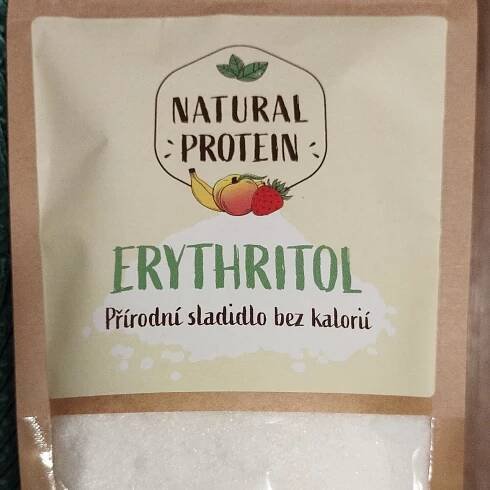 NATURAL
PROTEIN
ERYTHRITOL
Přírodní sladidlo bez kalorií